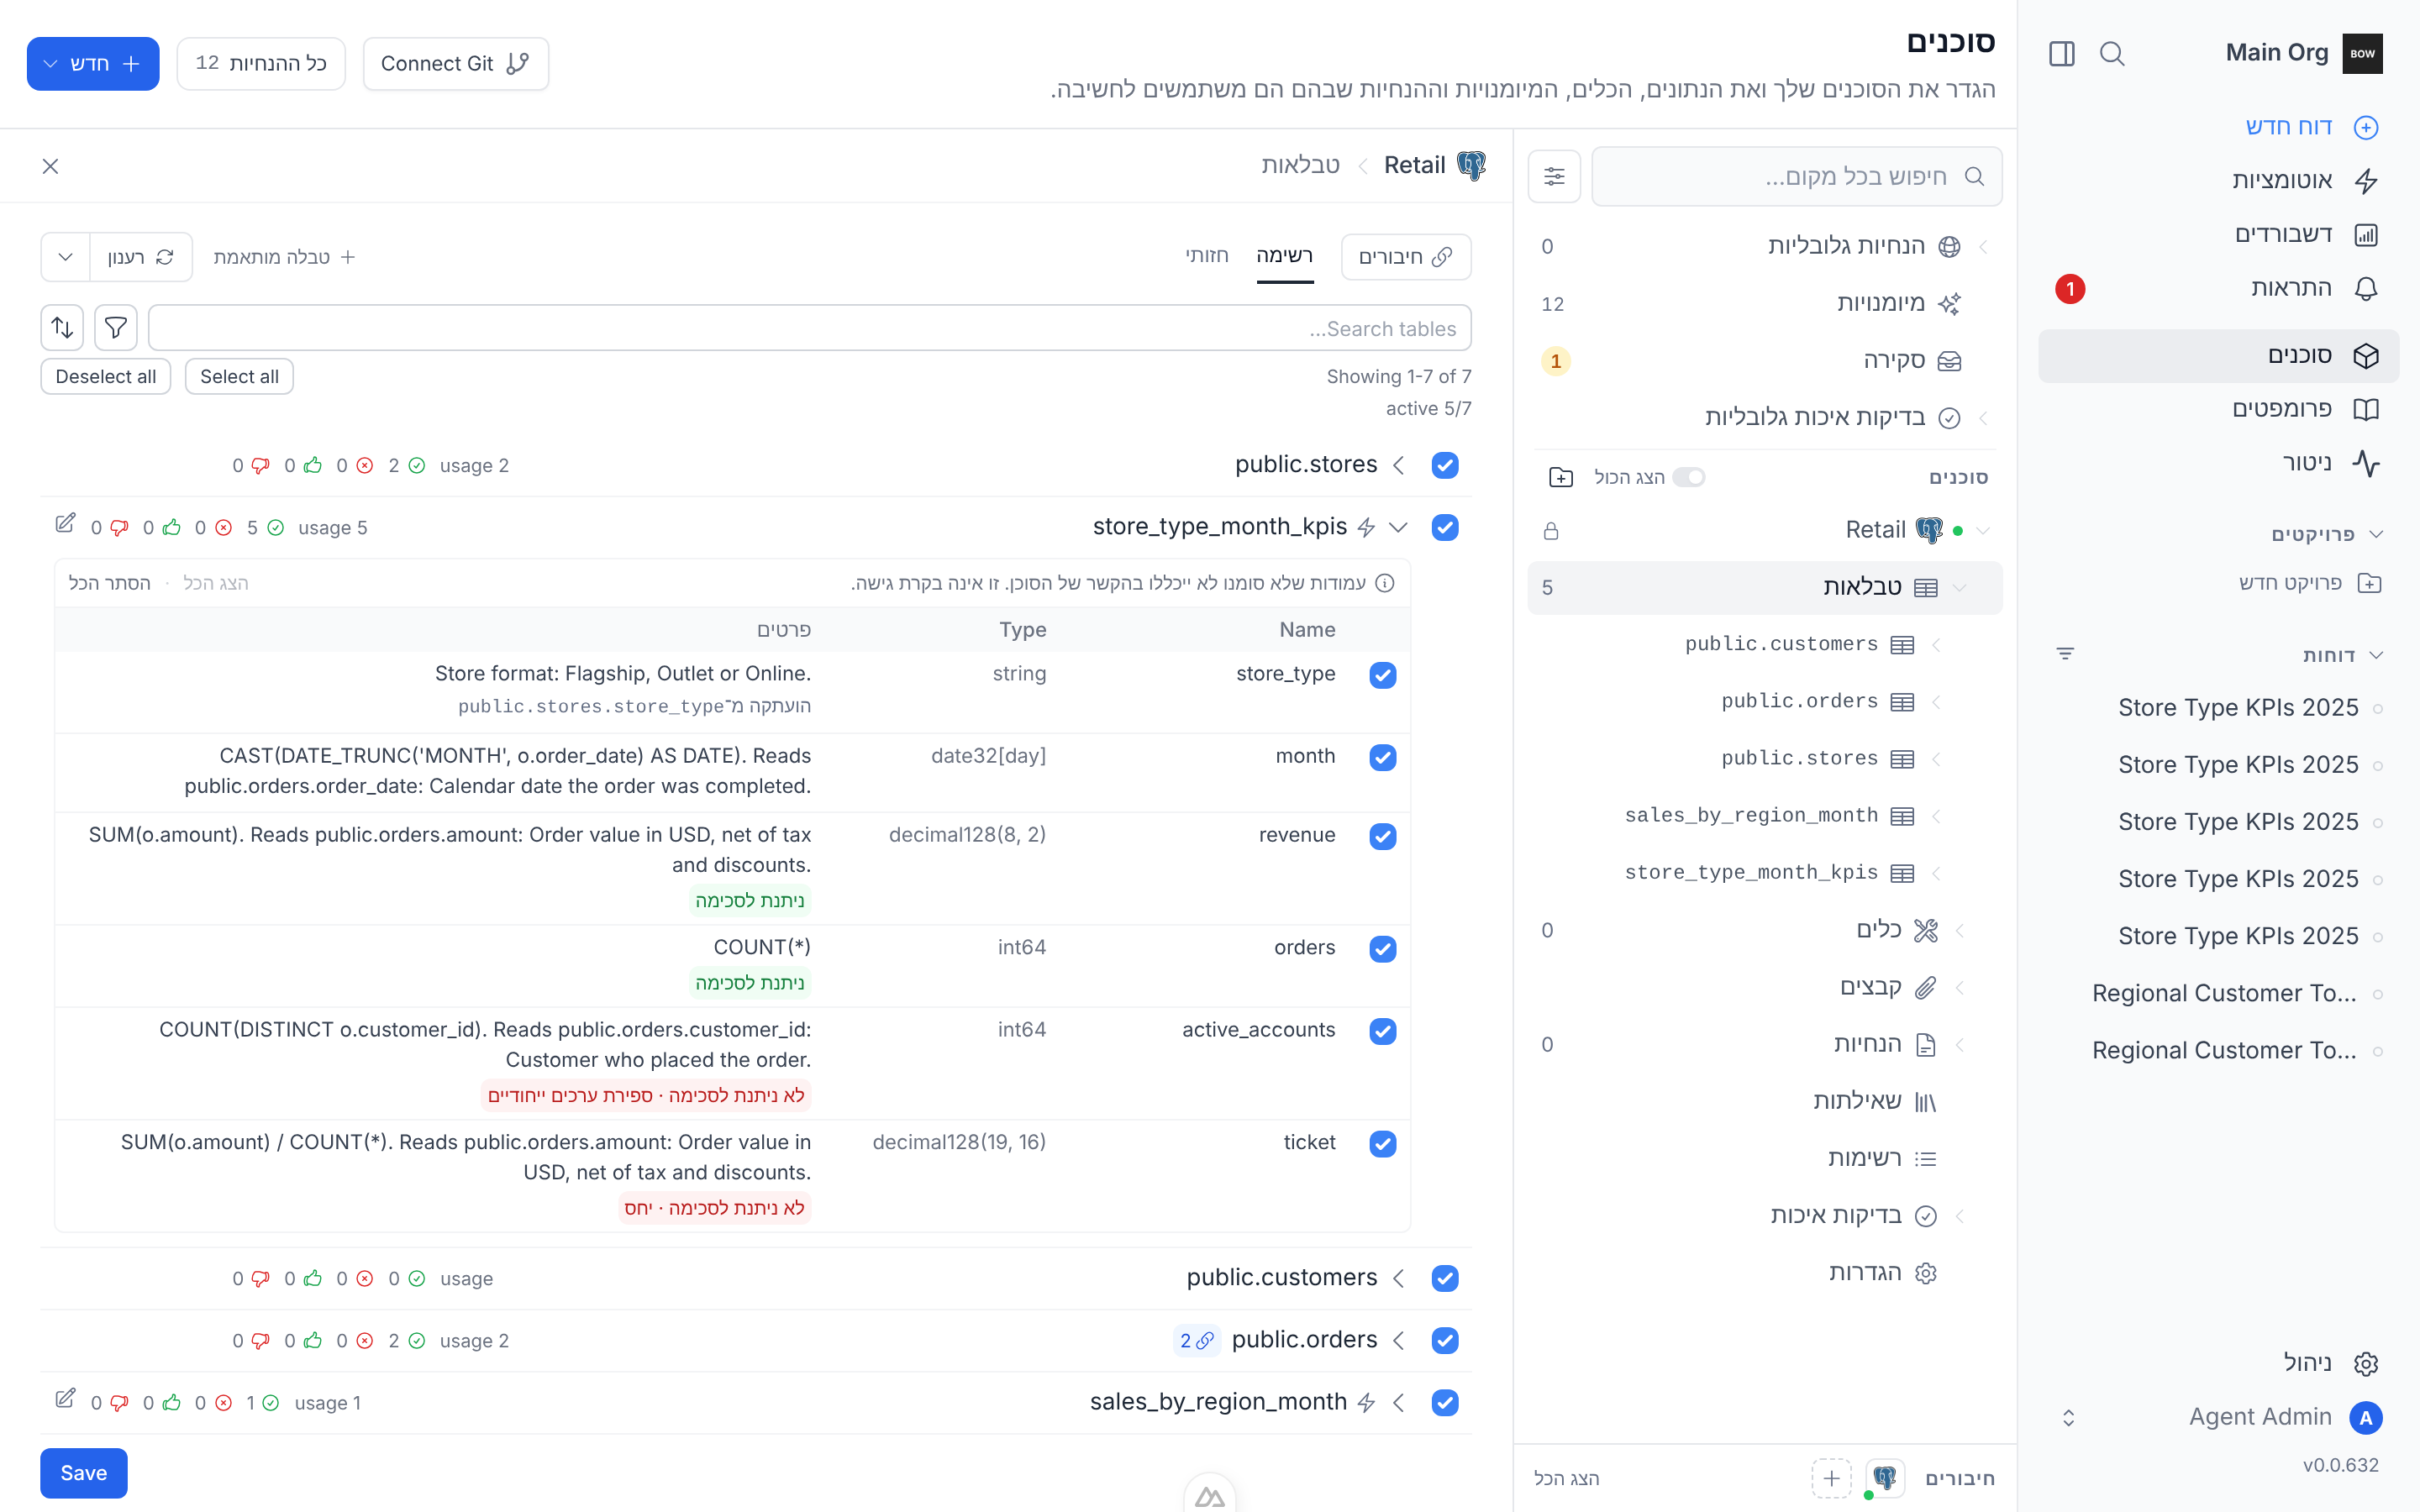 BOW
Main Org
דוח חדש
אוטומציות
דשבורדים
התראות
1
סוכנים
פרומפטים
ניטור
פרויקטים
פרויקט חדש
דוחות
Store Type KPIs 2025
Store Type KPIs 2025
Store Type KPIs 2025
Store Type KPIs 2025
Store Type KPIs 2025
Regional Customer To...
Regional Customer To...
ניהול
A
Agent Admin
v0.0.632
סוכנים
הגדר את הסוכנים שלך ואת הנתונים, הכלים, המיומנויות וההנחיות שבהם הם משתמשים לחשיבה.
Connect Git
כל ההנחיות 12
חדש
חיפוש בכל מקום...
הנחיות גלובליות 0
מיומנויות 12
סקירה 1
בדיקות איכות גלובליות
סוכנים
הצג הכול
Retail
טבלאות 5
public.customers
public.orders
public.stores
sales_by_region_month
store_type_month_kpis
כלים 0
קבצים
הנחיות 0
שאילתות
רשימות
בדיקות איכות
הגדרות
חיבורים
הצג הכל
Retail
טבלאות
חיבורים
רשימה
חזותי
טבלה מותאמת
רענון
Search tables...
Showing 1-7 of 7
active 5/7
Select all
Deselect all
public.stores
usage 2 2 0 0 0
store_type_month_kpis
usage 5 5 0 0 0
עמודות שלא סומנו לא ייכללו בהקשר של הסוכן. זו אינה בקרת גישה.
הצג הכל · הסתר הכל
Name Type פרטים
store_type string Store format: Flagship, Outlet or Online.
הועתקה מ־public.stores.store_type
month date32[day] CAST(DATE_TRUNC('MONTH', o.order_date) AS DATE). Reads
public.orders.order_date: Calendar date the order was completed.
revenue decimal128(8, 2) SUM(o.amount). Reads public.orders.amount: Order value in USD, net of tax
and discounts.
ניתנת לסכימה
orders int64 COUNT(*)
ניתנת לסכימה
active_accounts int64 COUNT(DISTINCT o.customer_id). Reads public.orders.customer_id:
Customer who placed the order.
לא ניתנת לסכימה · ספירת ערכים ייחודיים
ticket decimal128(19, 16) SUM(o.amount) / COUNT(*). Reads public.orders.amount: Order value in
USD, net of tax and discounts.
לא ניתנת לסכימה · יחס
public.customers
usage 0 0 0 0
public.orders 2
usage 2 2 0 0 0
sales_by_region_month
usage 1 1 0 0 0
Save